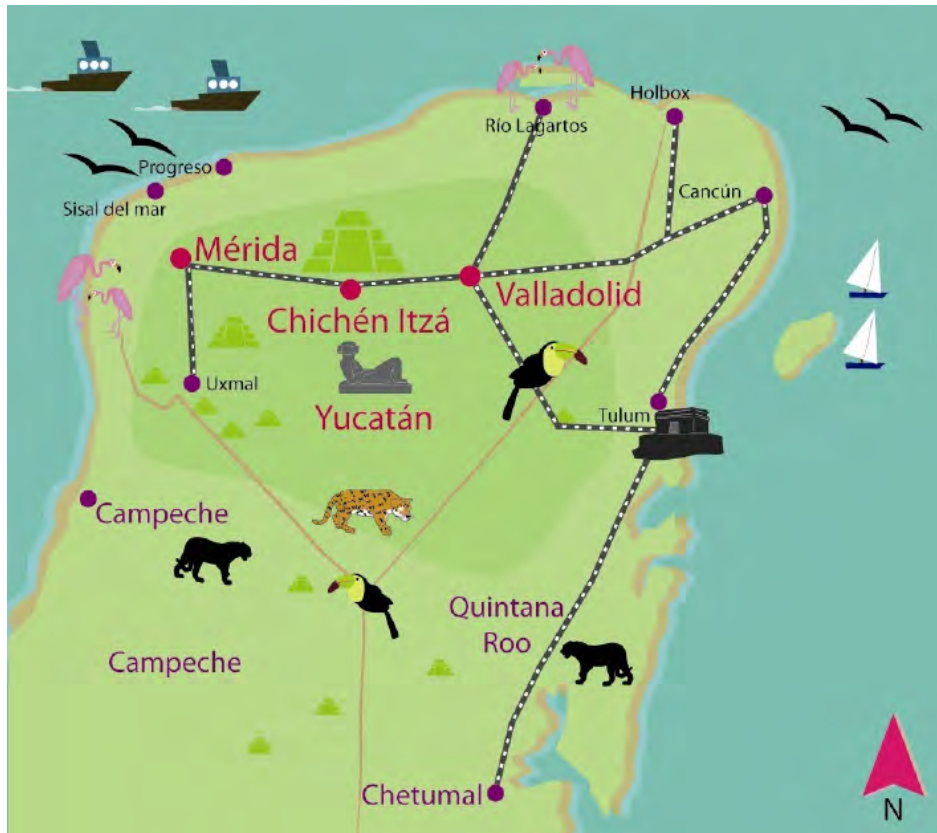 Holbox
Río Lagartos
Progreso
Cancún
Sisal del mar
Mérida
Valladolid
Chichén Itzá
Uxmal
Yucatán
Tulum
Campeche
Quintana
Roo
Campeche
Chetumal
N